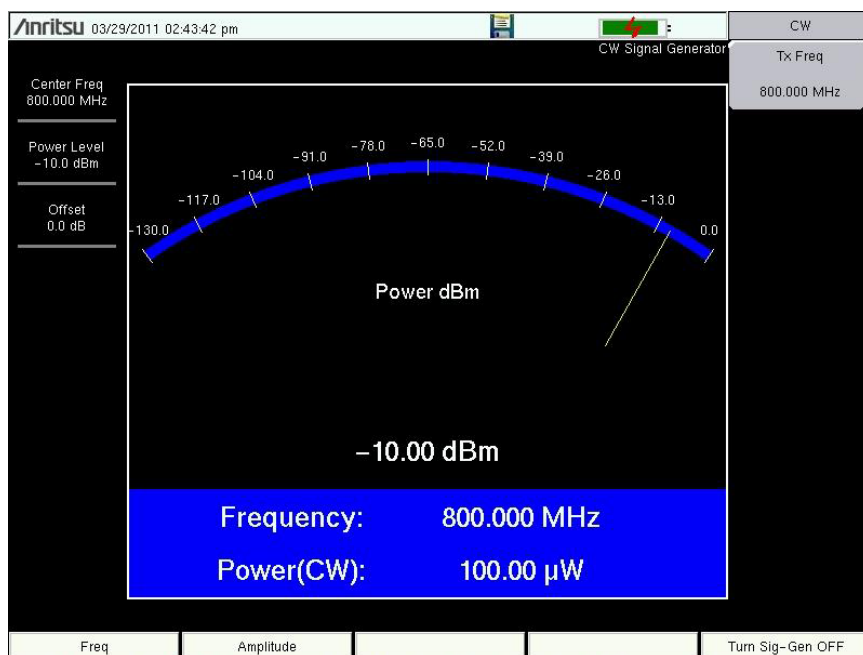 Anritsu 03/29/2011 02:43:42 pm
CW
CW Signal Generator
Tx Freq
800.000 MHz
Center Freq
800.000 MHz
Power Level
-10.0 dBm
Offset
0.0 dB
-130.0
-117.0
-104.0
-91.0
-78.0
-65.0
-52.0
-39.0
-26.0
-13.0
0.0
Power dBm
-10.00 dBm
Frequency: 800.000 MHz
Power(CW): 100.00 µW
Freq
Amplitude
Turn Sig-Gen OFF